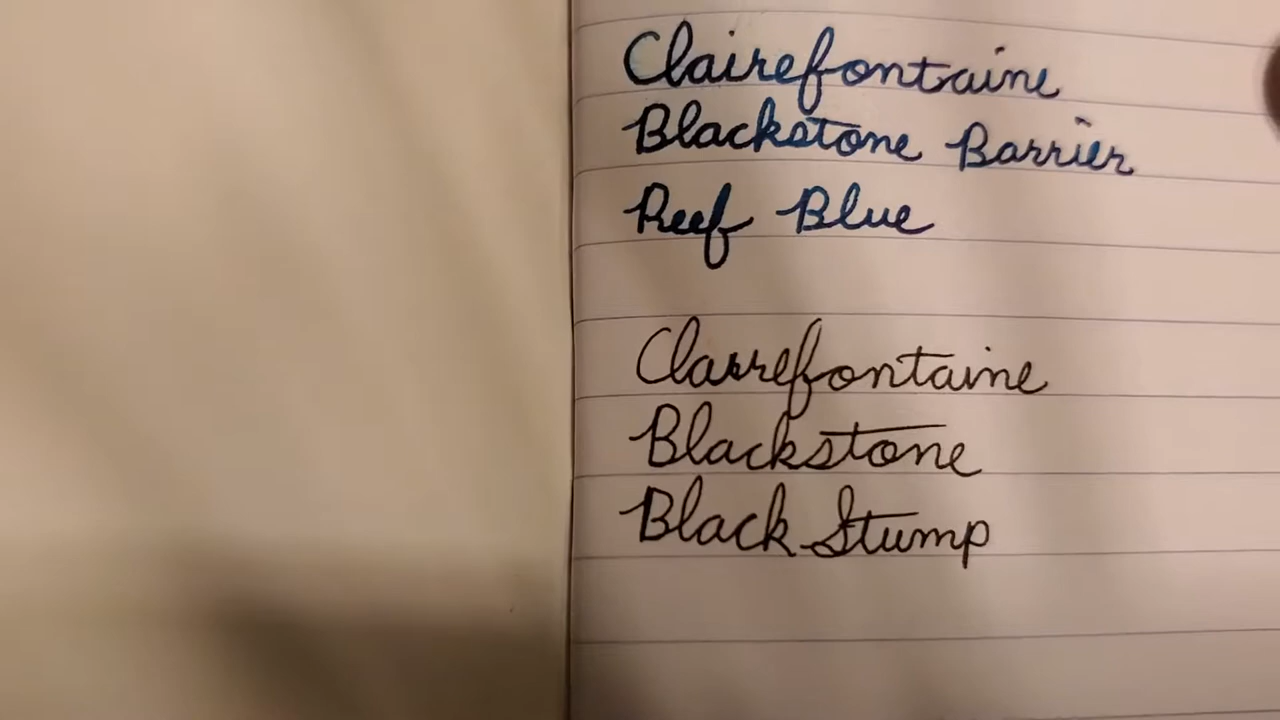 Clairefontaine
Blackstone Barrier
Reef Blue
Clairefontaine
Blackstone
Black Stump